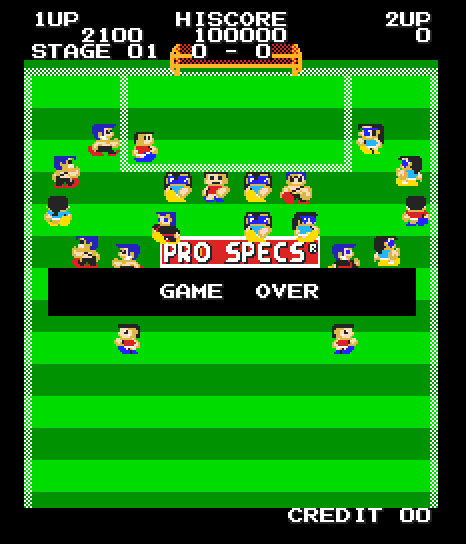 1UP HISCORE 2UP
2100 100000 0
STAGE 01 0 - 0
PRO SPECS®
GAME OVER
CREDIT 00